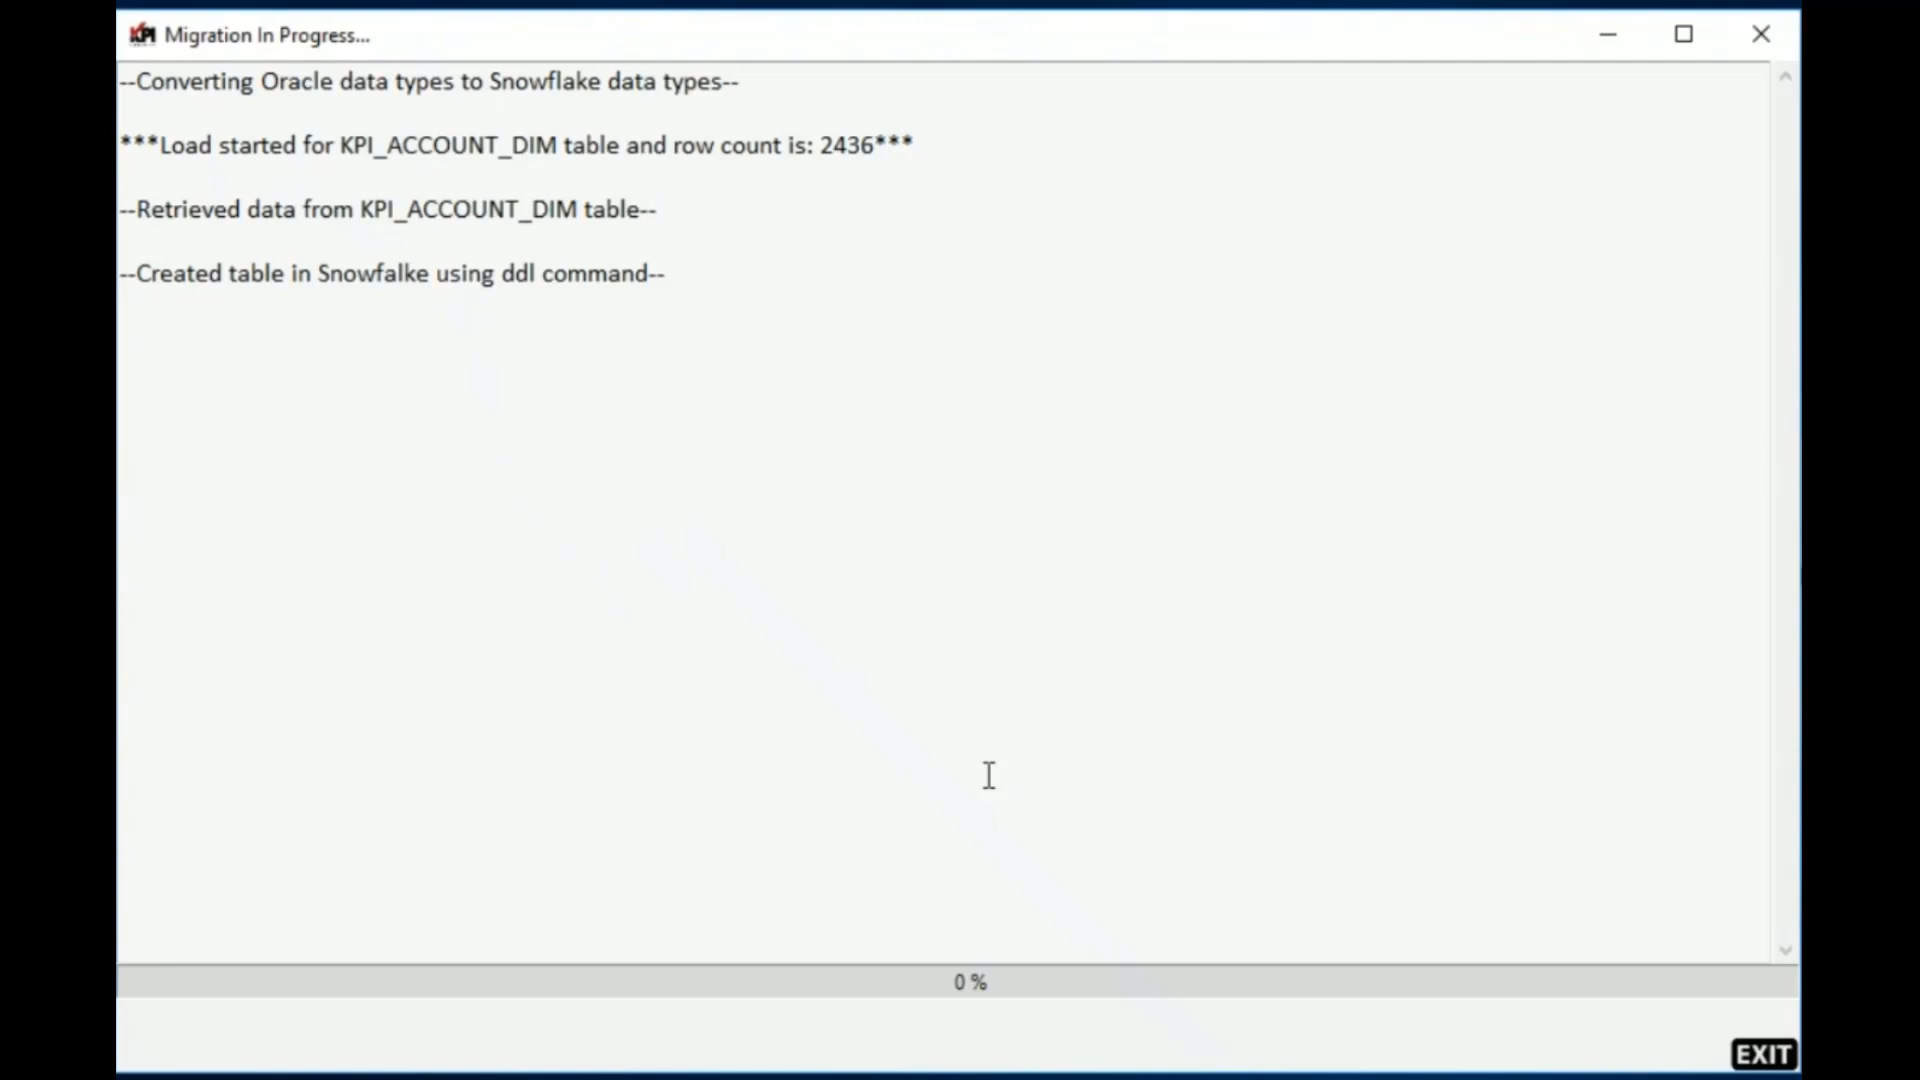 KPI Migration In Progress...
--Converting Oracle data types to Snowflake data types--
***Load started for KPI_ACCOUNT_DIM table and row count is: 2436***
--Retrieved data from KPI_ACCOUNT_DIM table--
--Created table in Snowfalke using ddl command--
0 %
EXIT